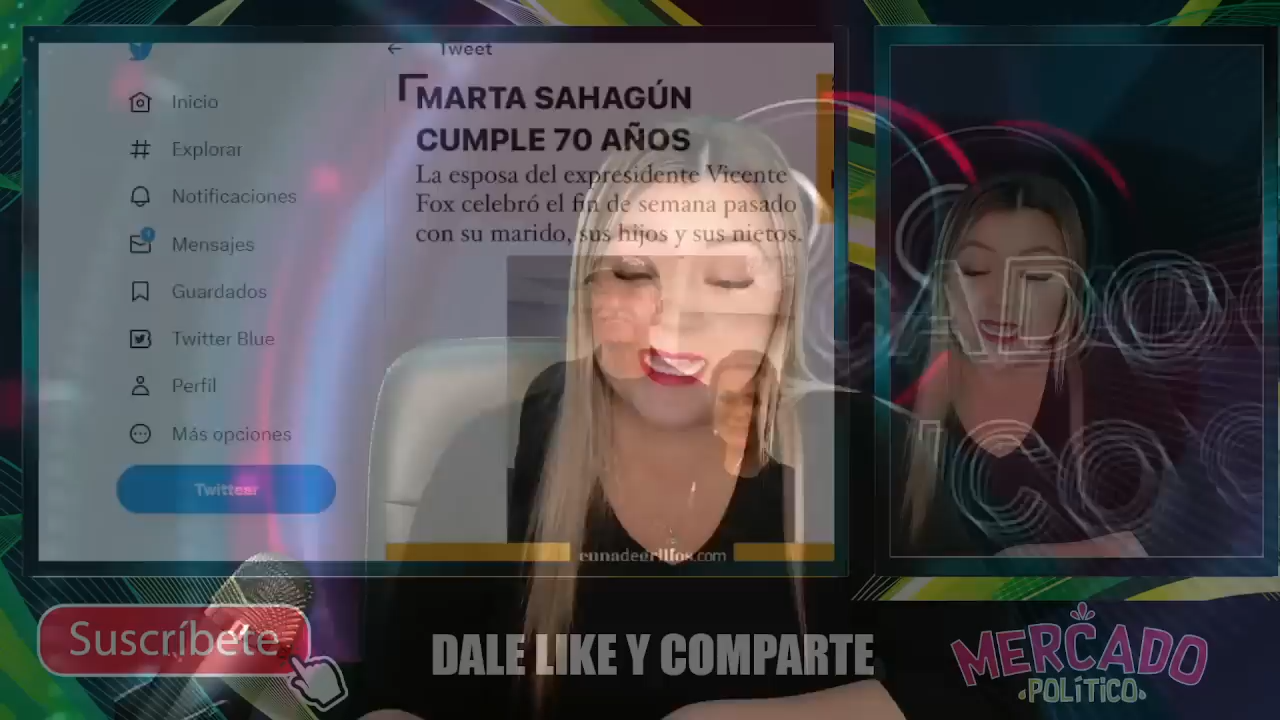 Tweet
Inicio
Explorar
Notificaciones
Mensajes
Guardados
Twitter Blue
Perfil
Más opciones
Twittear
MARTA SAHAGÚN
CUMPLE 70 AÑOS
La esposa del expresidente Vicente
Fox celebró el fin de semana pasado
con su marido, sus hijos y sus nietos.
cunadegrillos.com
Suscríbete
DALE LIKE Y COMPARTE
MERCADO
POLÍTICO